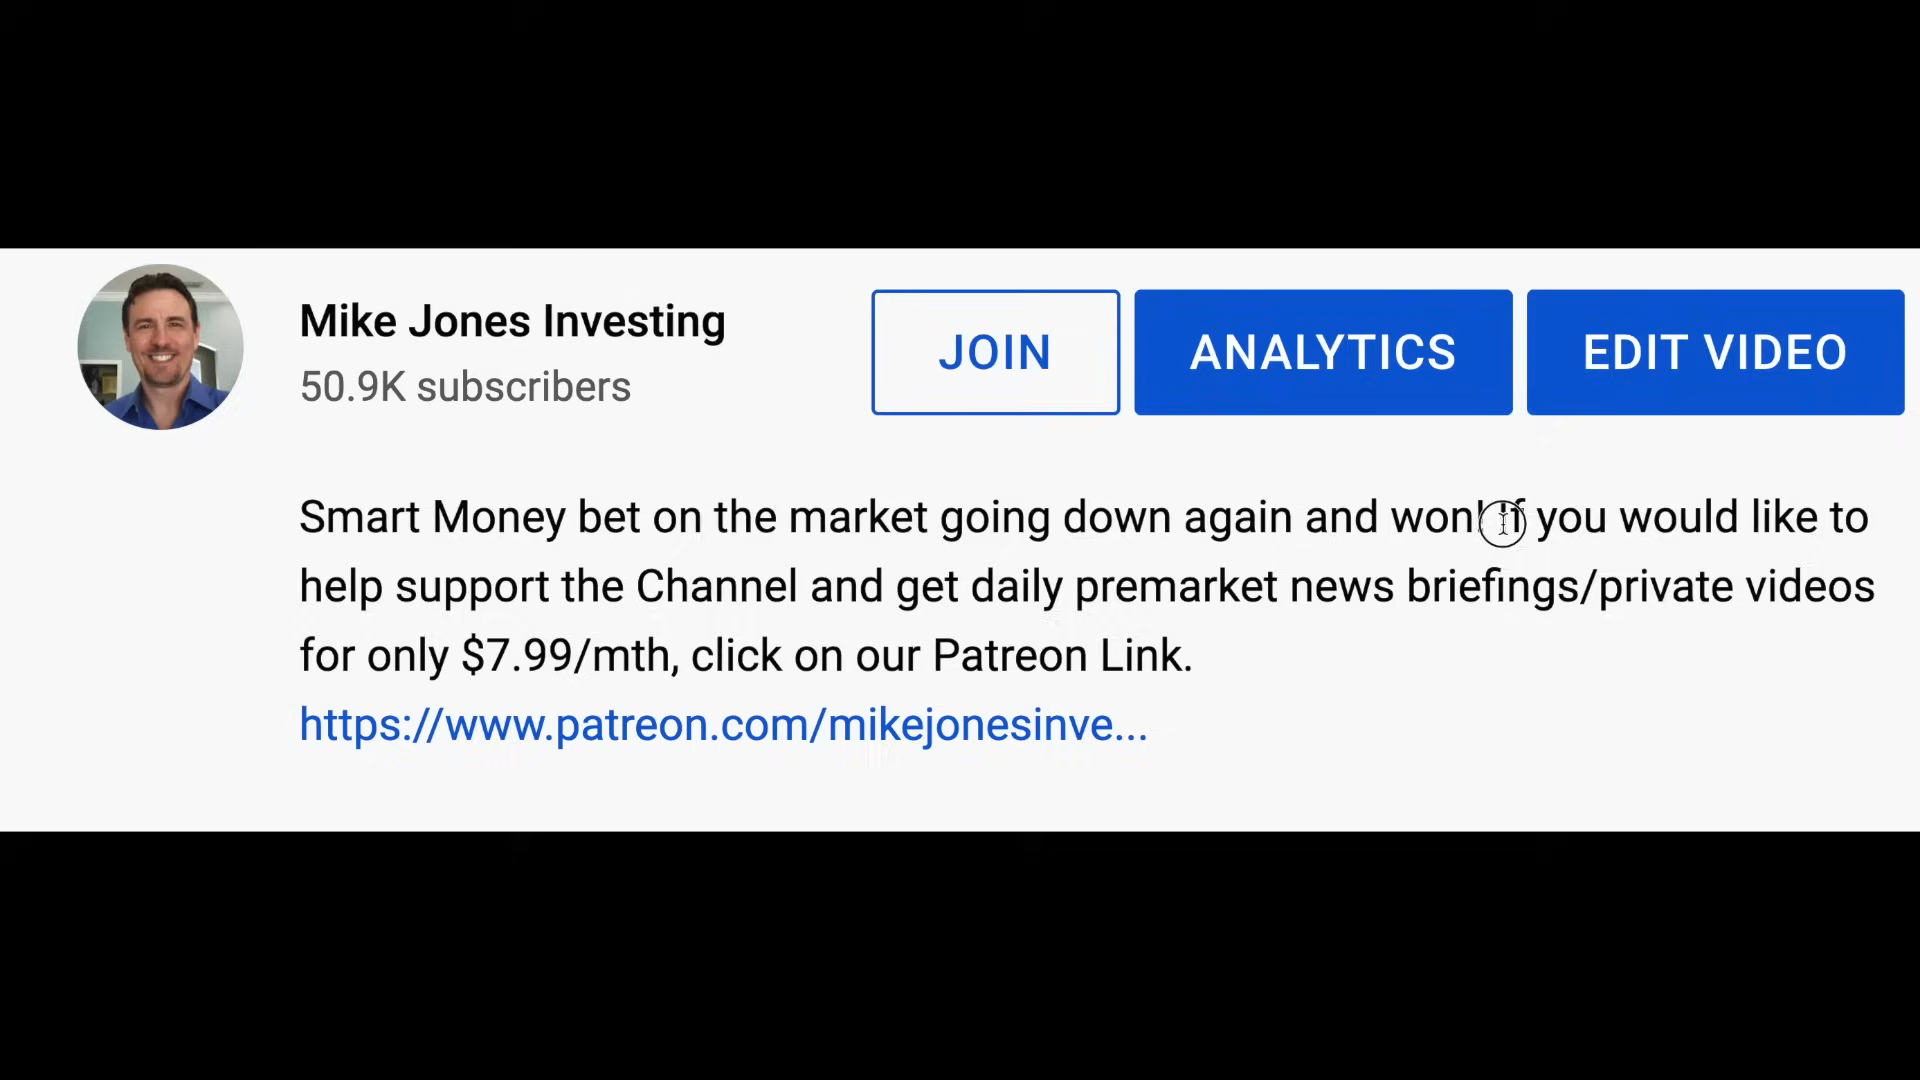 Mike Jones Investing
50.9K subscribers
JOIN
ANALYTICS
EDIT VIDEO
Smart Money bet on the market going down again and won! If you would like to
help support the Channel and get daily premarket news briefings/private videos
for only $7.99/mth, click on our Patreon Link.
https://www.patreon.com/mikejonesinve...